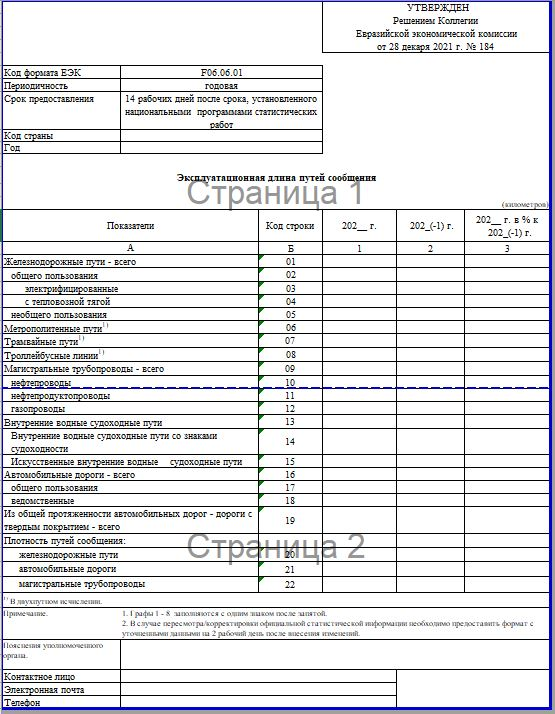 УТВЕРЖДЕН
Решением Коллегии
Евразийской экономической комиссии
от 28 декаря 2021 г. № 184
Код формата ЕЭК F06.06.01
Периодичность годовая
Срок предоставления 14 рабочих дней после срока, установленного
национальными программами статистических
работ
Код страны
Год
Эксплуатационная длина путей сообщения
Страница 1
(километров)
Показатели Код строки 202__ г. 202_(-1) г. 202__ г. в % к
202_(-1) г.
А Б 1 2 3
Железнодорожные пути - всего 01
общего пользования 02
электрифицированные 03
с тепловозной тягой 04
необщего пользования 05
Метрополитенные пути¹⁾ 06
Трамвайные пути¹⁾ 07
Троллейбусные линии¹⁾ 08
Магистральные трубопроводы - всего 09
нефтепроводы 10
нефтепродуктопроводы 11
газопроводы 12
Внутренние водные судоходные пути 13
Внутренние водные судоходные пути со знаками
судоходности 14
Искусственные внутренние водные судоходные пути 15
Автомобильные дороги - всего 16
общего пользования 17
ведомственные 18
Из общей протяженности автомобильных дорог - дороги с
твердым покрытием - всего 19
Страница 2
Плотность путей сообщения:
железнодорожные пути 20
автомобильные дороги 21
магистральные трубопроводы 22
¹⁾ В двухпутном исчислении.
Примечание. 1. Графы 1 - 8 заполняются с одним знаком после запятой.
2. В случае пересмотра/корректировки официальной статистической информации необходимо предоставить формат с
уточненными данными на 2 рабочий день после внесения изменений.
Пояснения уполномоченного
органа.
Контактное лицо
Электронная почта
Телефон